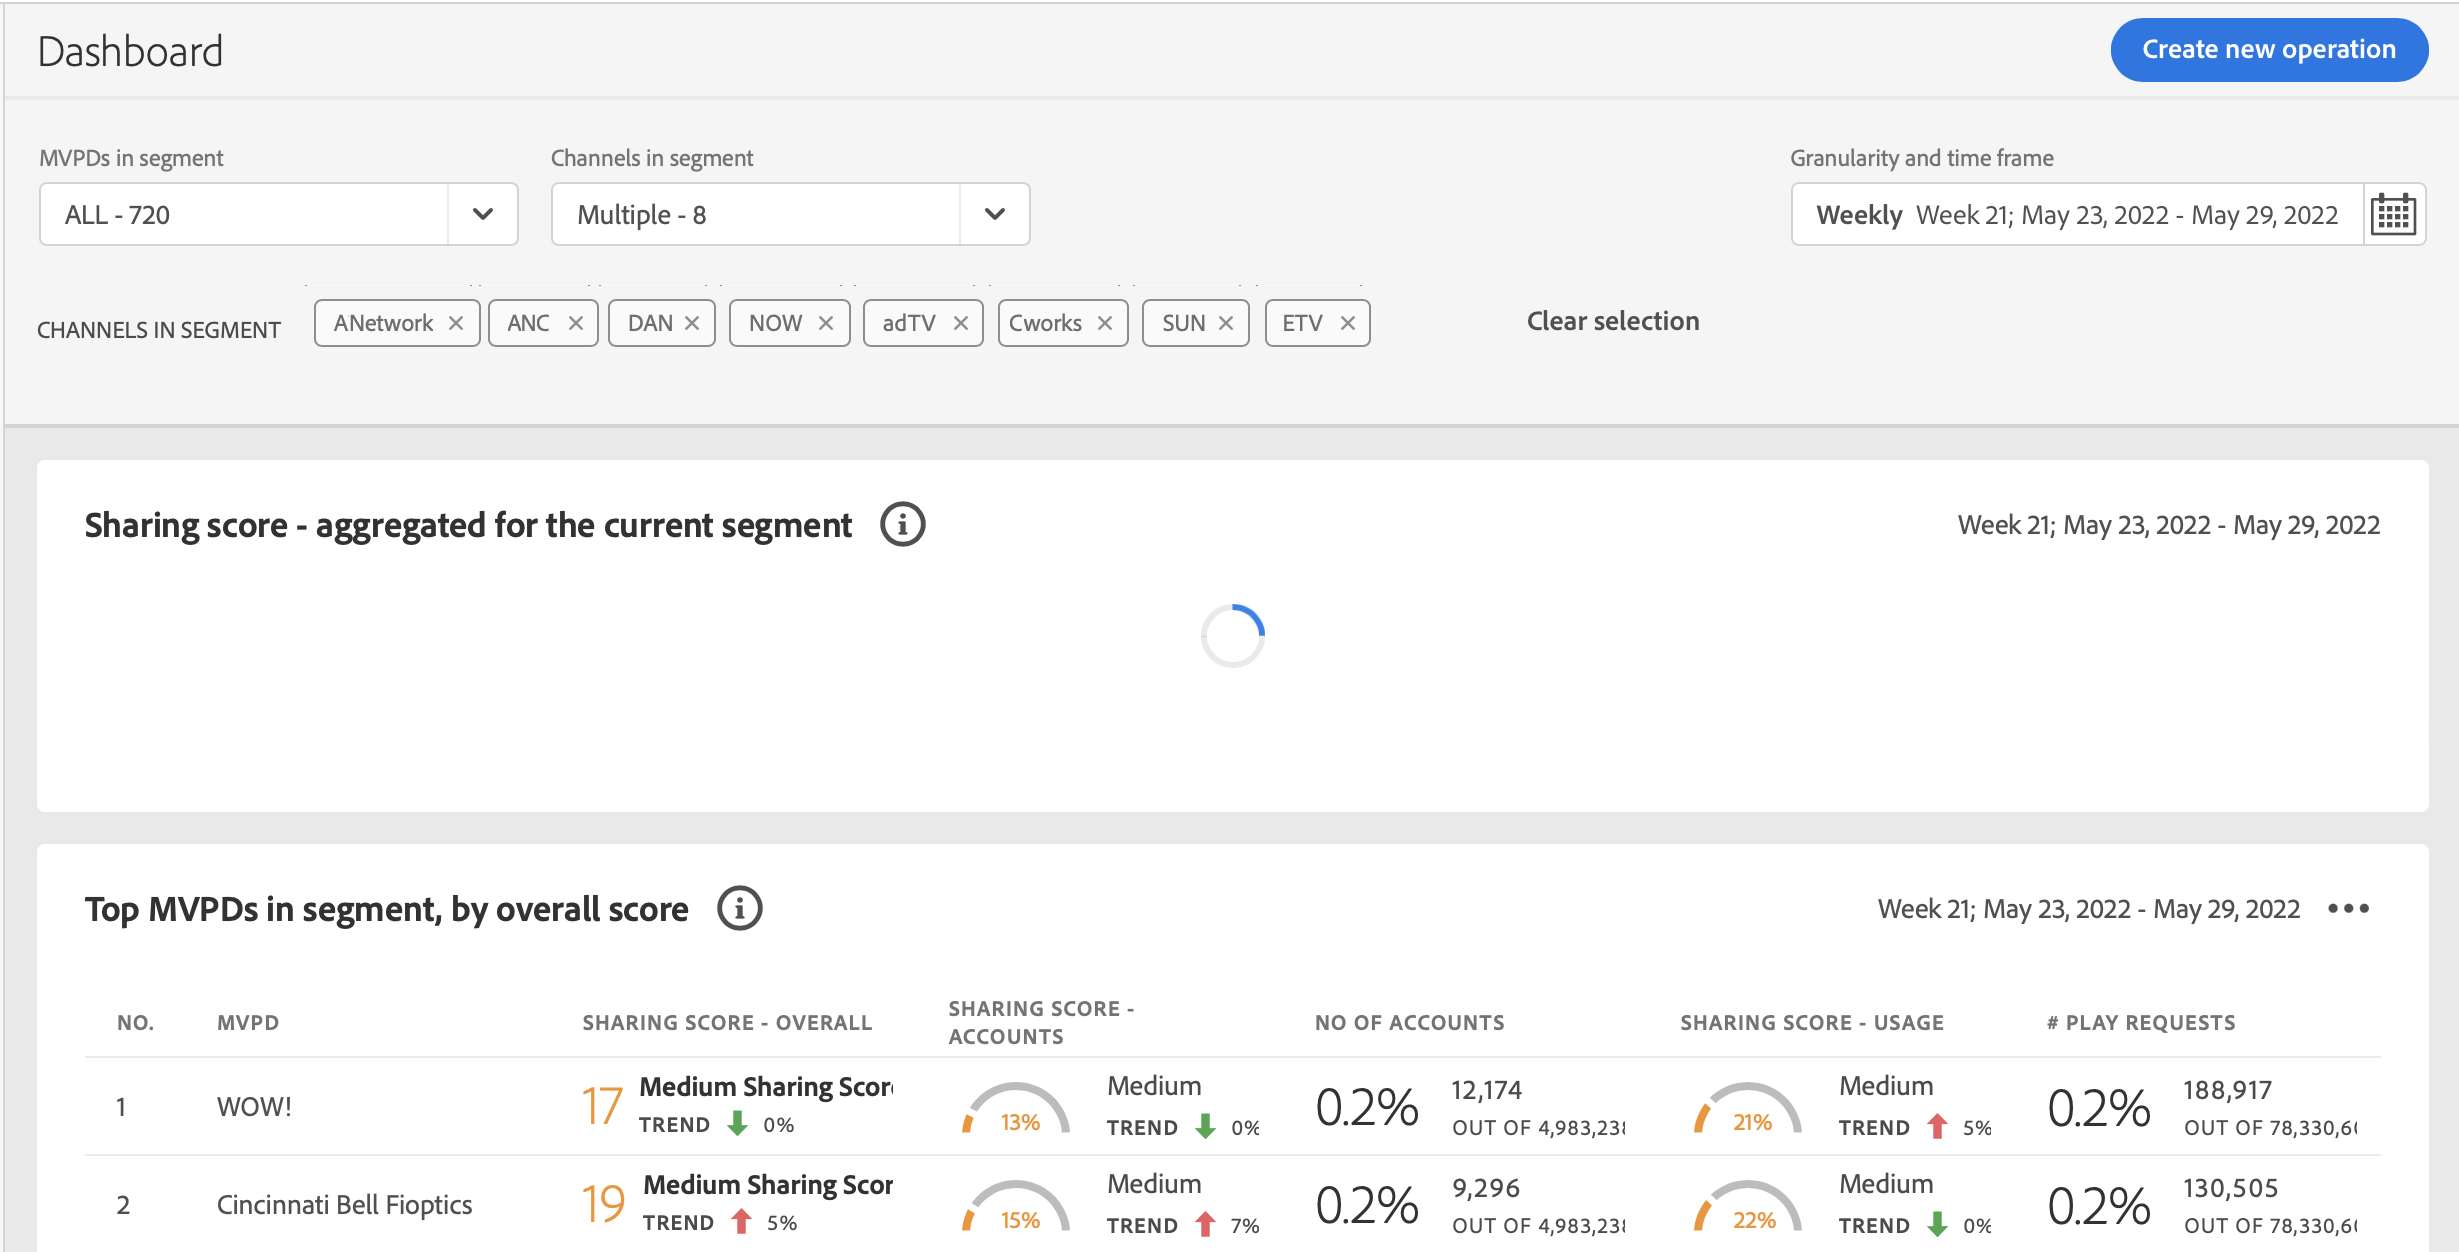 Dashboard
Create new operation
MVPDs in segment
Channels in segment
Granularity and time frame
ALL - 720
Multiple - 8
Weekly Week 21; May 23, 2022 - May 29, 2022
CHANNELS IN SEGMENT
ANetwork
ANC
DAN
NOW
adTV
Cworks
SUN
ETV
Clear selection
Sharing score - aggregated for the current segment
Week 21; May 23, 2022 - May 29, 2022
Top MVPDs in segment, by overall score
Week 21; May 23, 2022 - May 29, 2022
NO.
MVPD
SHARING SCORE - OVERALL
SHARING SCORE -
ACCOUNTS
NO OF ACCOUNTS
SHARING SCORE - USAGE
# PLAY REQUESTS
1
WOW!
17
Medium Sharing Scor
TREND 0%
13%
Medium
TREND 0%
0.2%
12,174
OUT OF 4,983,23
21%
Medium
TREND 5%
0.2%
188,917
OUT OF 78,330,6
2
Cincinnati Bell Fioptics
19
Medium Sharing Scor
TREND 5%
15%
Medium
TREND 7%
0.2%
9,296
OUT OF 4,983,23
22%
Medium
TREND 0%
0.2%
130,505
OUT OF 78,330,6